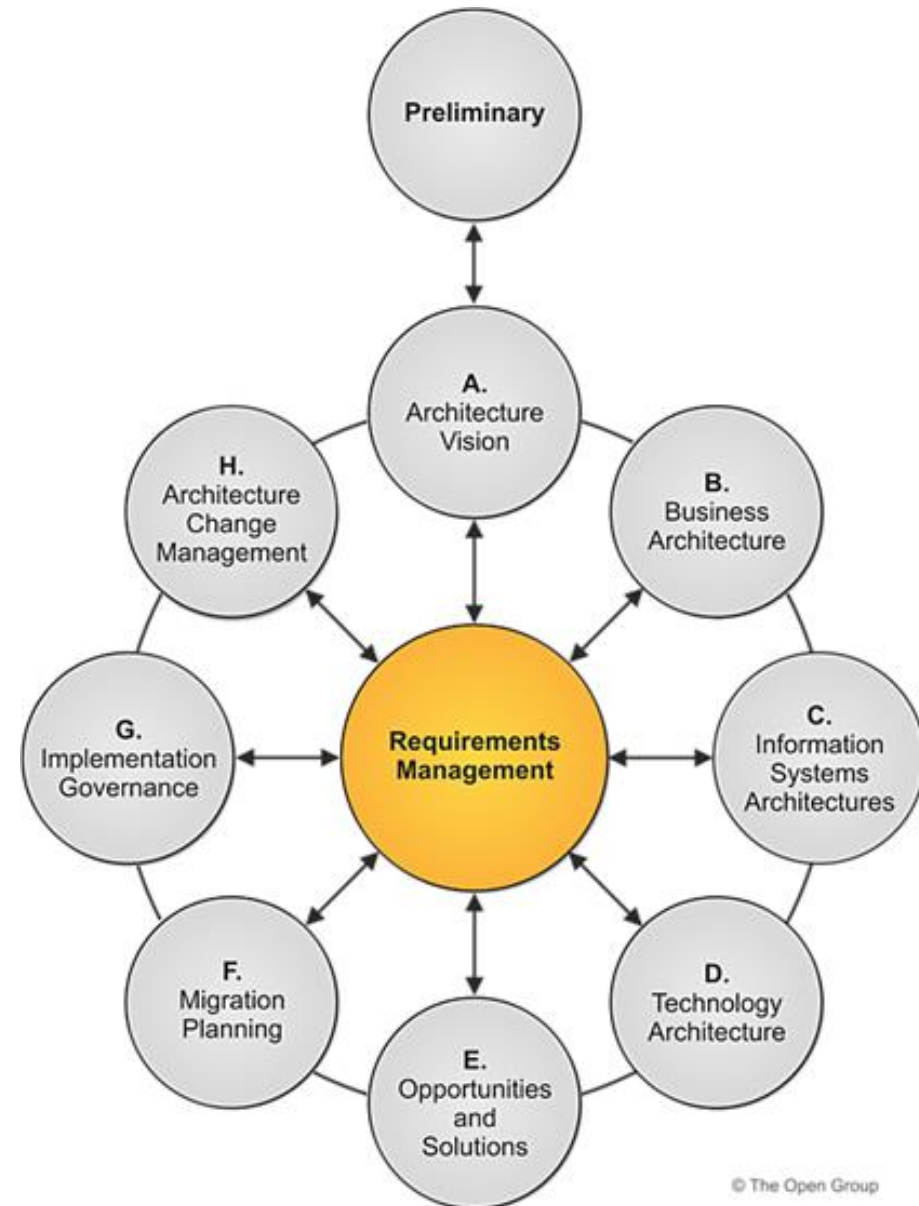 Preliminary
A.
Architecture
Vision
B.
Business
Architecture
C.
Information
Systems
Architectures
D.
Technology
Architecture
E.
Opportunities
and
Solutions
F.
Migration
Planning
G.
Implementation
Governance
H.
Architecture
Change
Management
Requirements
Management
© The Open Group